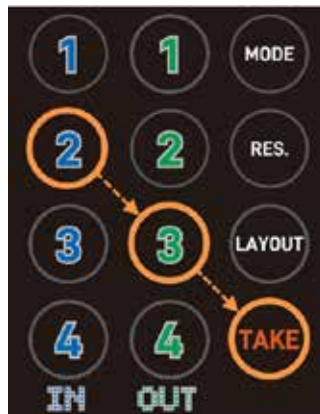 1 1 MODE
2 2 RES.
3 3 LAYOUT
4 4 TAKE
IN OUT